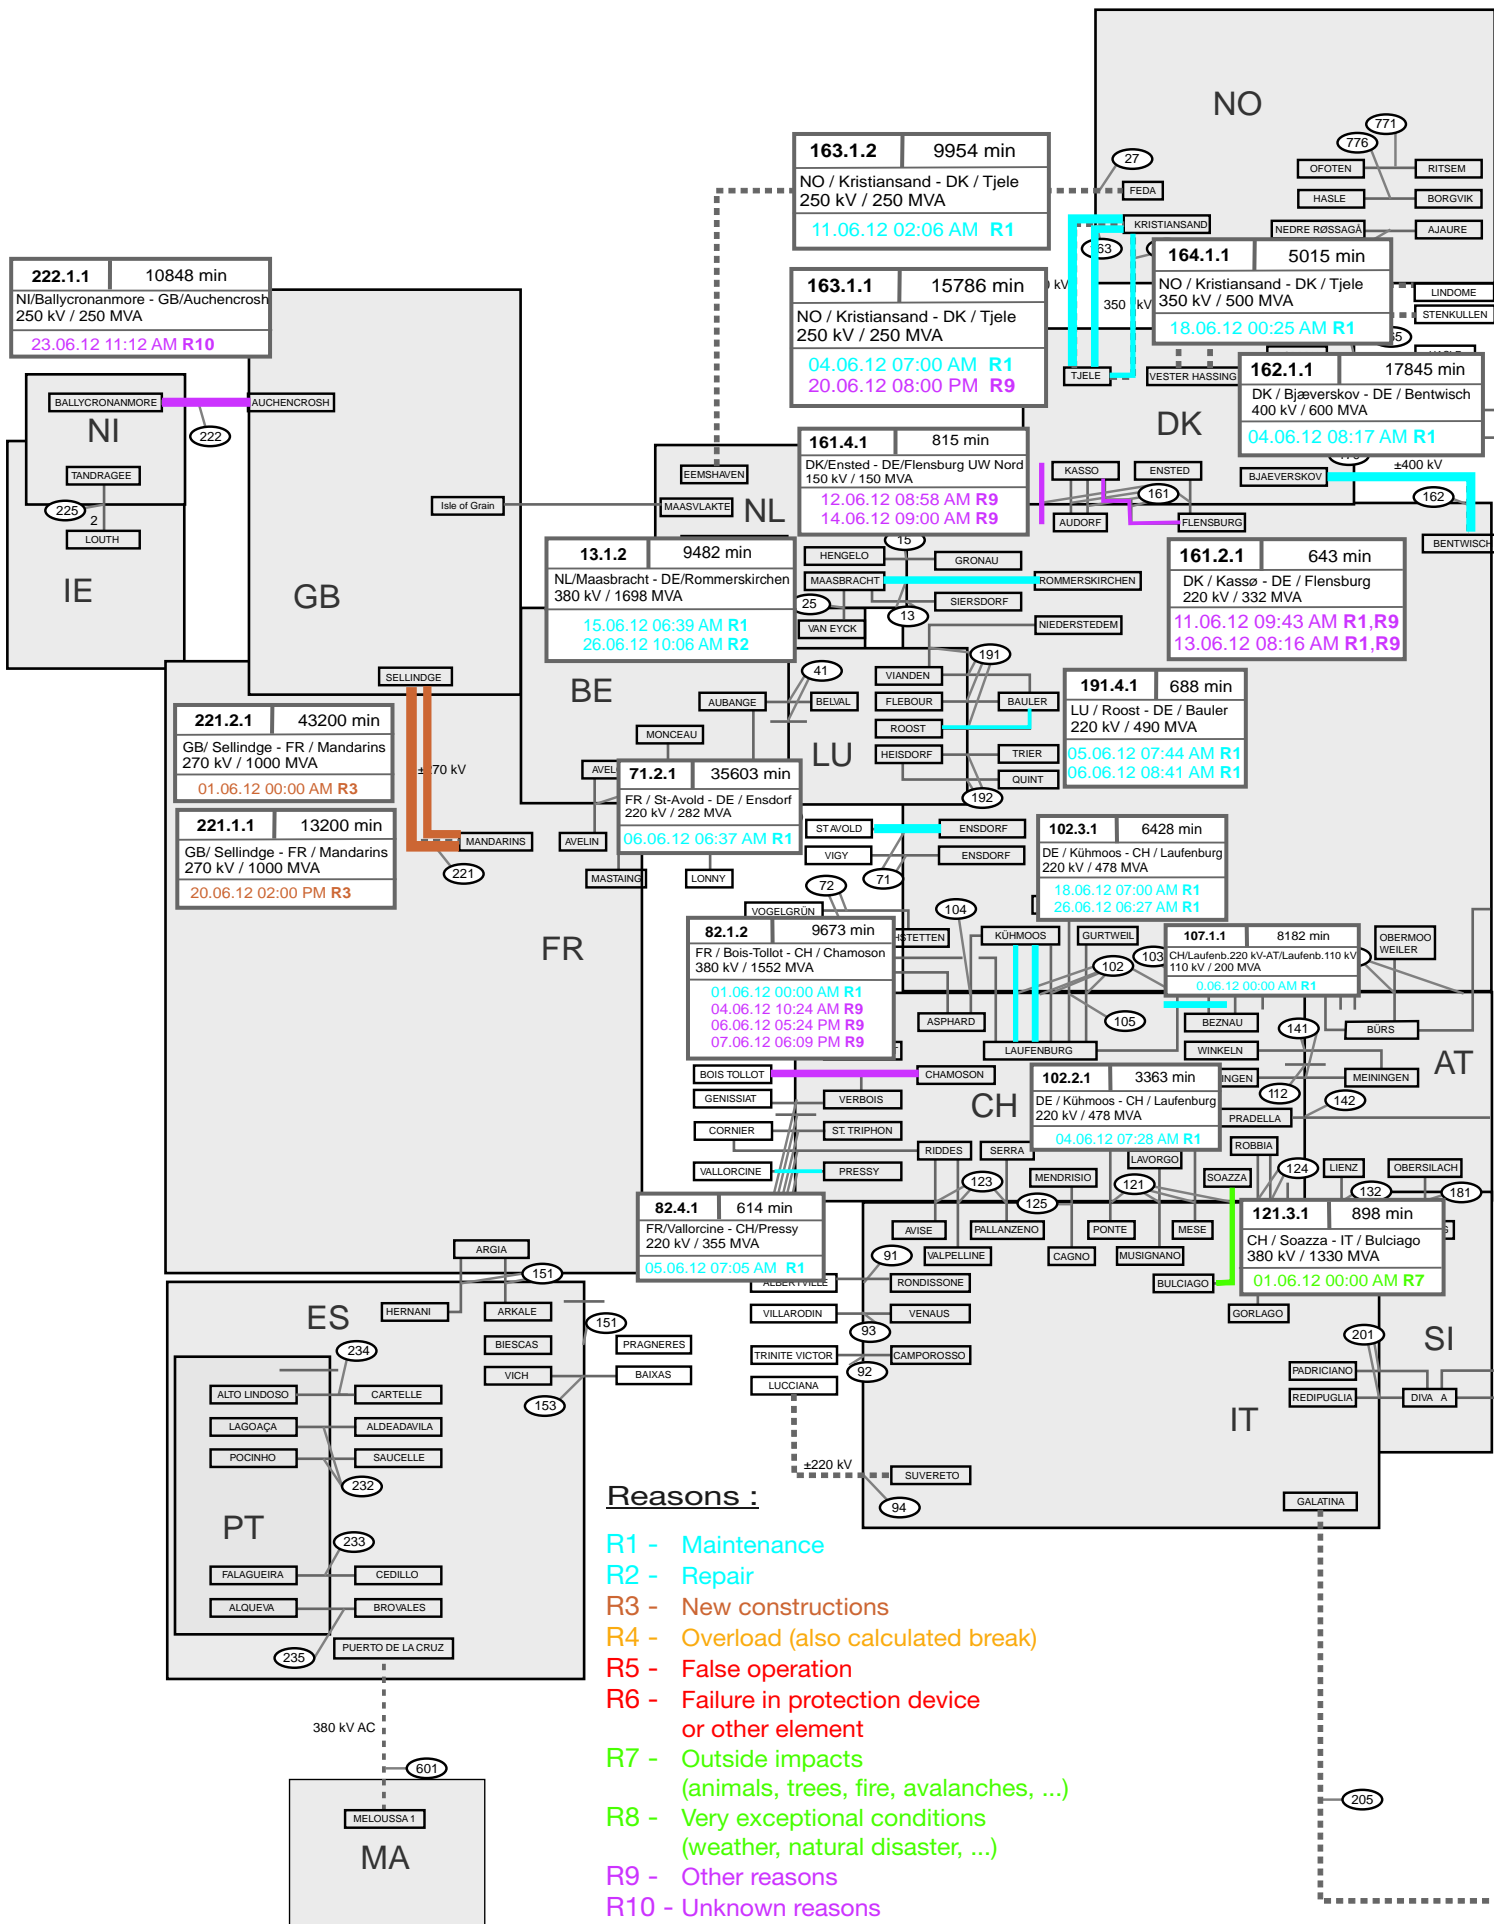 NO
771
776
OFOTEN
RITSEM
HASLE
BORGVIK
NEDRE RØSSAGÅ
AJAURE
27
FEDA
KRISTIANSAND
163.1.2 9954 min
NO / Kristiansand - DK / Tjele
250 kV / 250 MVA
11.06.12 02:06 AM R1
163.1.1 15786 min
NO / Kristiansand - DK / Tjele
250 kV / 250 MVA
04.06.12 07:00 AM R1
20.06.12 08:00 PM R9
164.1.1 5015 min
NO / Kristiansand - DK / Tjele
350 kV / 500 MVA
18.06.12 00:25 AM R1
63
kV
350 kV
LINDOME
STENKULLEN
65
TJELE
VESTER HASSING
162.1.1 17845 min
DK / Bjæverskov - DE / Bentwisch
400 kV / 600 MVA
04.06.12 08:17 AM R1
DK
±400 kV
BJAEVERSKOV
162
BENTWISCH
222.1.1 10848 min
NI/Ballycronanmore - GB/Auchencrosh
250 kV / 250 MVA
23.06.12 11:12 AM R10
BALLYCRONANMORE
AUCHENCROSH
NI
222
TANDRAGEE
225
2
LOUTH
IE
GB
Isle of Grain
EEMSHAVEN
MAASVLAKTE
NL
161.4.1 815 min
DK/Ensted - DE/Flensburg UW Nord
150 kV / 150 MVA
12.06.12 08:58 AM R9
14.06.12 09:00 AM R9
KASSO
ENSTED
161
AUDORF
FLENSBURG
161.2.1 643 min
DK / Kassø - DE / Flensburg
220 kV / 332 MVA
11.06.12 09:43 AM R1,R9
13.06.12 08:16 AM R1,R9
13.1.2 9482 min
NL/Maasbracht - DE/Rommerskirchen
380 kV / 1698 MVA
15.06.12 06:39 AM R1
26.06.12 10:06 AM R2
15
HENGELO
GRONAU
MAASBRACHT
ROMMERSKIRCHEN
SIERSDORF
25
13
VAN EYCK
NIEDERSTEDEM
191
41
VIANDEN
AUBANGE
BELVAL
FLEBOUR
BAULER
ROOST
HEISDORF
TRIER
QUINT
192
BE
LU
MONCEAU
191.4.1 688 min
LU / Roost - DE / Bauler
220 kV / 490 MVA
05.06.12 07:44 AM R1
06.06.12 08:41 AM R1
SELLINDGE
221.2.1 43200 min
GB/ Sellindge - FR / Mandarins
270 kV / 1000 MVA
01.06.12 00:00 AM R3
±270 kV
221.1.1 13200 min
GB/ Sellindge - FR / Mandarins
270 kV / 1000 MVA
20.06.12 02:00 PM R3
MANDARINS
221
AVEL
AVELIN
MASTAING
LONNY
71.2.1 35603 min
FR / St-Avold - DE / Ensdorf
220 kV / 282 MVA
06.06.12 06:37 AM R1
ST AVOLD
ENSDORF
VIGY
ENSDORF
71
72
102.3.1 6428 min
DE / Kühmoos - CH / Laufenburg
220 kV / 478 MVA
18.06.12 07:00 AM R1
26.06.12 06:27 AM R1
FR
VOGELGRÜN
HSTETTEN
104
KÜHMOOS
GURTWEIL
102
103
105
82.1.2 9673 min
FR / Bois-Tollot - CH / Chamoson
380 kV / 1552 MVA
01.06.12 00:00 AM R1
04.06.12 10:24 AM R9
06.06.12 05:24 PM R9
07.06.12 06:09 PM R9
107.1.1 8182 min
CH/Laufenb.220 kV-AT/Laufenb.110 kV
110 kV / 200 MVA
0.06.12 00:00 AM R1
OBERMOO
WEILER
ASPHARD
LAUFENBURG
BEZNAU
BÜRS
141
WINKELN
INGEN
MEININGEN
AT
112
142
PRADELLA
BOIS TOLLOT
CHAMOSON
GENISSIAT
VERBOIS
CORNIER
ST. TRIPHON
VALLORCINE
PRESSY
CH
102.2.1 3363 min
DE / Kühmoos - CH / Laufenburg
220 kV / 478 MVA
04.06.12 07:28 AM R1
RIDDES
SERRA
MENDRISIO
LAVORGO
SOAZZA
ROBBIA
124
LIENZ
OBERSILACH
123
125
121
132
181
82.4.1 614 min
FR/Vallorcine - CH/Pressy
220 kV / 355 MVA
05.06.12 07:05 AM R1
AVISE
VALPELLINE
PALLANZENO
CAGNO
PONTE
MUSIGNANO
MESE
BULCIAGO
121.3.1 898 min
CH / Soazza - IT / Bulciago
380 kV / 1330 MVA
01.06.12 00:00 AM R7
GORLAGO
ARGIA
151
HERNANI
ARKALE
ES
BIESCAS
151
PRAGNERES
VICH
BAIXAS
153
ALBERTVILLE
91
RONDISSONE
VILLARODIN
VENAUS
93
TRINITE VICTOR
CAMPOROSSO
92
LUCCIANA
±220 kV
SUVERETO
94
IT
201
SI
PADRICIANO
REDIPUGLIA
DIVA A
GALATINA
205
234
ALTO LINDOSO
CARTELLE
LAGOAÇA
ALDEADAVILA
POCINHO
SAUCELLE
232
PT
233
FALAGUEIRA
CEDILLO
ALQUEVA
BROVALES
235
PUERTO DE LA CRUZ
380 kV AC
601
MELOUSSA 1
MA
Reasons :
R1 - Maintenance
R2 - Repair
R3 - New constructions
R4 - Overload (also calculated break)
R5 - False operation
R6 - Failure in protection device
or other element
R7 - Outside impacts
(animals, trees, fire, avalanches, ...)
R8 - Very exceptional conditions
(weather, natural disaster, ...)
R9 - Other reasons
R10 - Unknown reasons